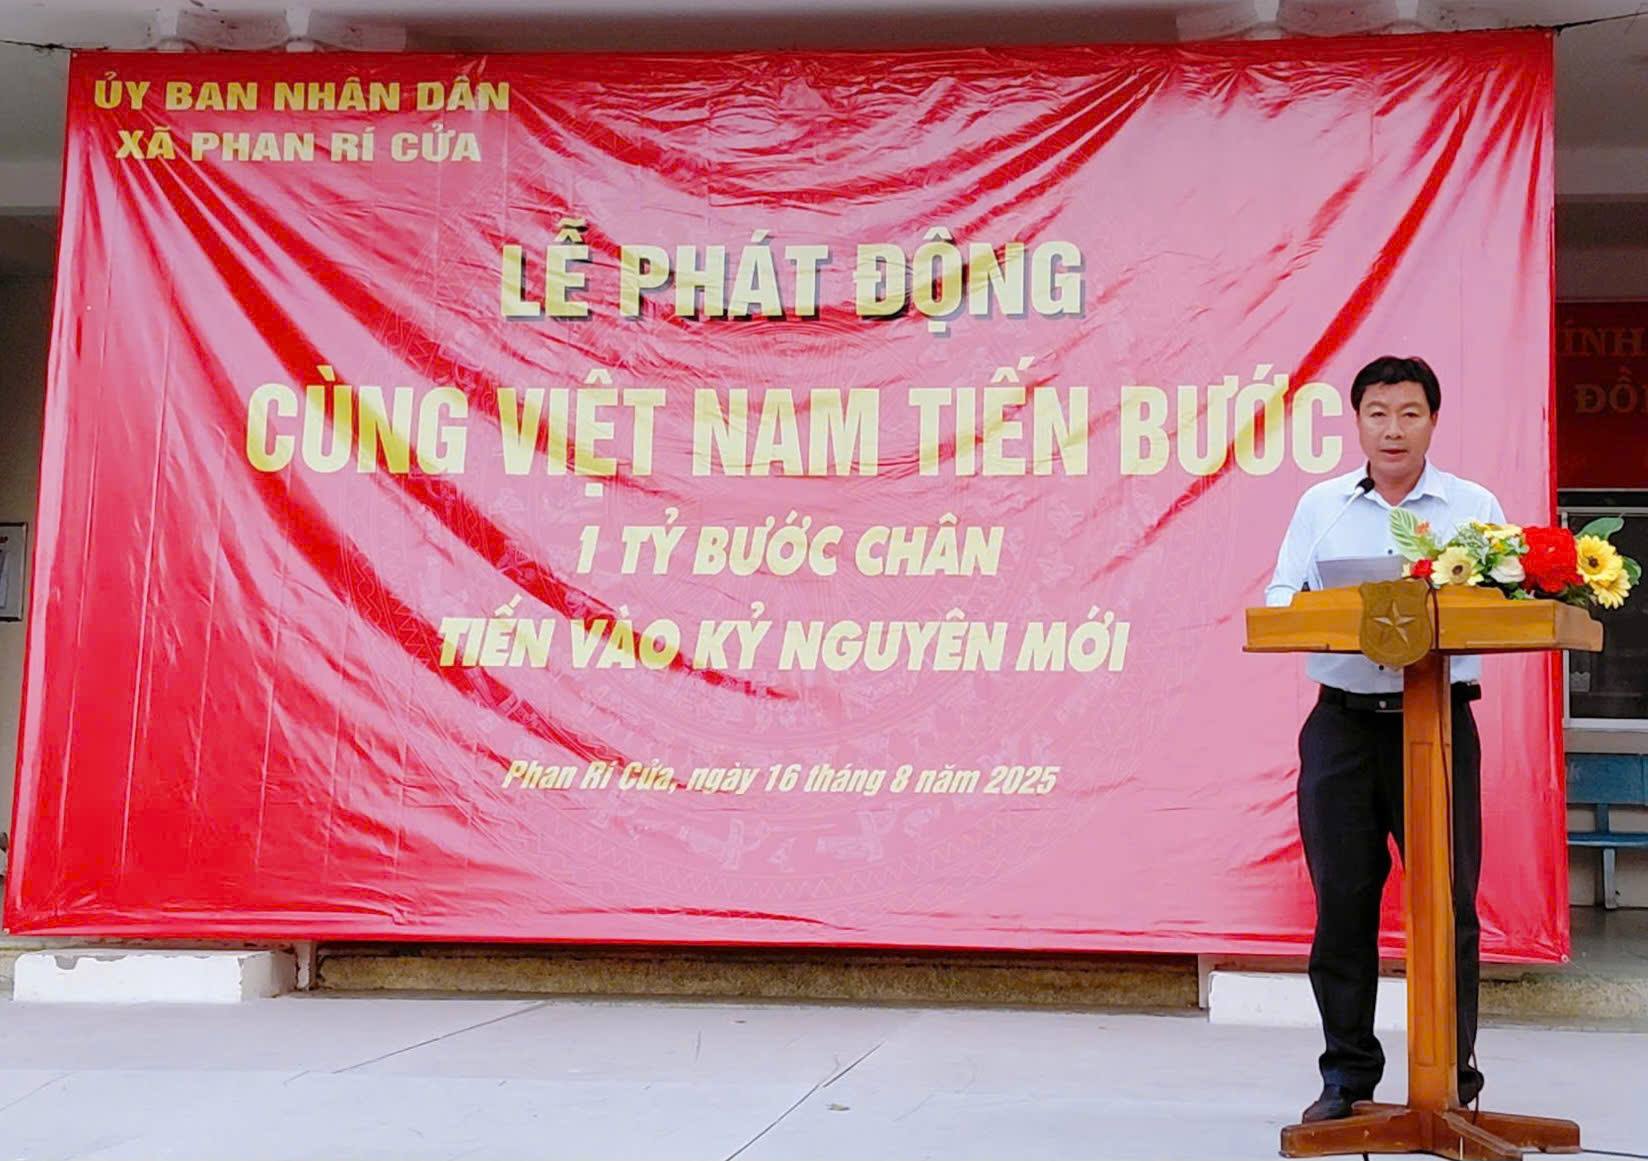 ỦY BAN NHÂN DÂN
XÃ PHAN RÍ CỬA
LỄ PHÁT ĐỘNG
CÙNG VIỆT NAM TIẾN BƯỚC
1 TỶ BƯỚC CHÂN
TIẾN VÀO KỶ NGUYÊN MỚI
Phan Rí Cửa, ngày 16 tháng 8 năm 2025